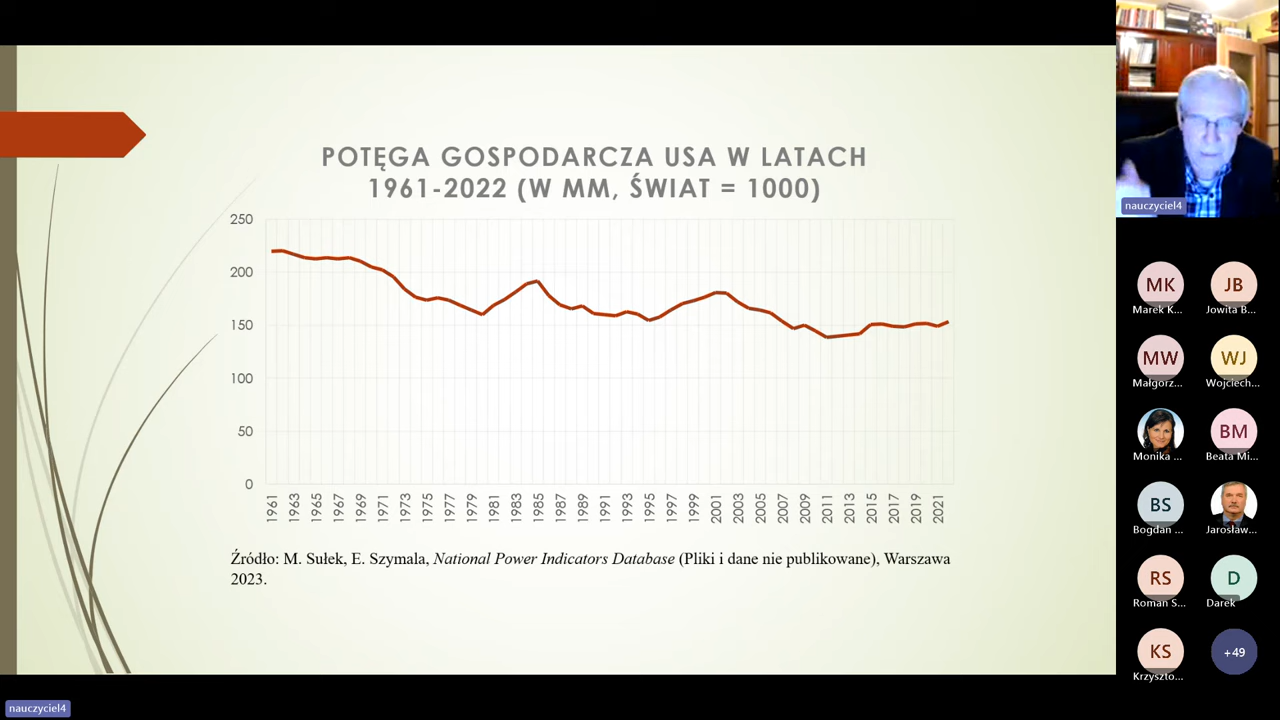 POTĘGA GOSPODARCZA USA W LATACH
1961-2022 (W MM, ŚWIAT = 1000)
250
200
150
100
50
0
1961
1963
1965
1967
1969
1971
1973
1975
1977
1979
1981
1983
1985
1987
1989
1991
1993
1995
1997
1999
2001
2003
2005
2007
2009
2011
2013
2015
2017
2019
2021
Źródło: M. Sułek, E. Szymala, National Power Indicators Database (Pliki i dane nie publikowane), Warszawa
2023.
nauczyciel4
MK
JB
Marek K...
Jowita B...
MW
WJ
Małgorz...
Wojciech...
BM
Monika ...
Beata Mi...
BS
Bogdan ...
Jarosław...
RS
D
Roman S...
Darek
KS
+49
Krzyszto...
nauczyciel4